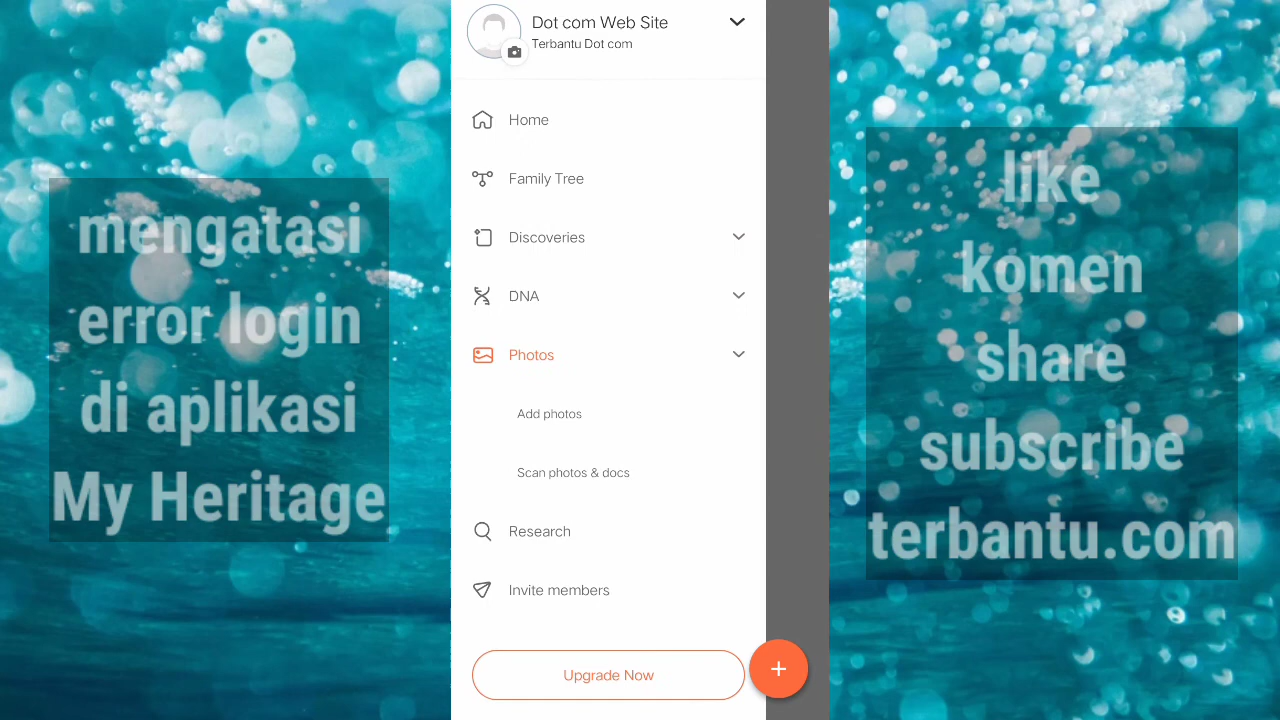 mengatasi
error login
di aplikasi
My Heritage
Dot com Web Site
Terbantu Dot com
Home
Family Tree
Discoveries
DNA
Photos
Add photos
Scan photos & docs
Research
Invite members
Upgrade Now
+
like
komen
share
subscribe
terbantu.com